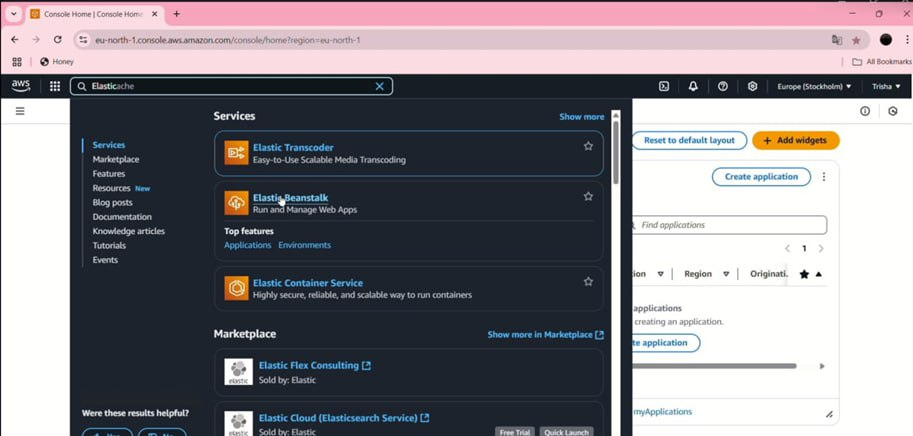 Console Home | Console Home
eu-north-1.console.aws.amazon.com/console/home?region=eu-north-1
Honey
All Bookmarks
aws
Elasticache
Europe (Stockholm)
Trisha
Services
Marketplace
Features
Resources New
Blog posts
Documentation
Knowledge articles
Tutorials
Events
Were these results helpful?
Yes
No
Services
Show more
Elastic Transcoder
Easy-to-Use Scalable Media Transcoding
Elastic Beanstalk
Run and Manage Web Apps
Top features
Applications Environments
Elastic Container Service
Highly secure, reliable, and scalable way to run containers
Marketplace
Show more in Marketplace
Elastic Flex Consulting
elastic
Sold by: Elastic
Elastic Cloud (Elasticsearch Service)
elastic
Sold by: Elastic
Free Trial Quick Launch
Reset to default layout
+ Add widgets
Create application
Find applications
1
ion
Region
Originati.
applications
creating an application.
te application
myApplications